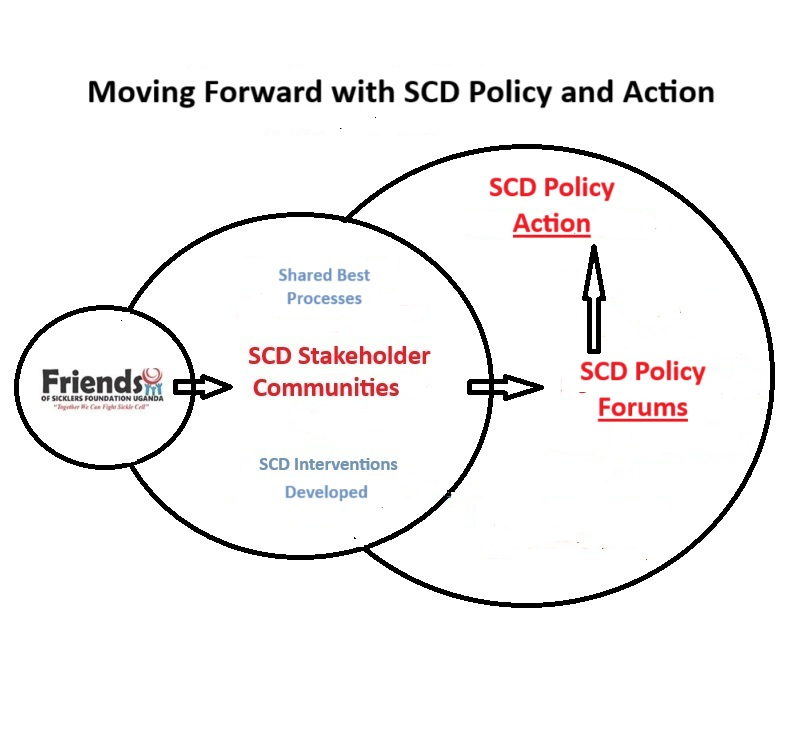 Moving Forward with SCD Policy and Action
SCD Policy
Action
Shared Best
Processes
SCD Stakeholder
Communities
Friends
OF SICKLERS FOUNDATION UGANDA
"Together We Can Fight Sickle Cell"
SCD Policy
Forums
SCD Interventions
Developed